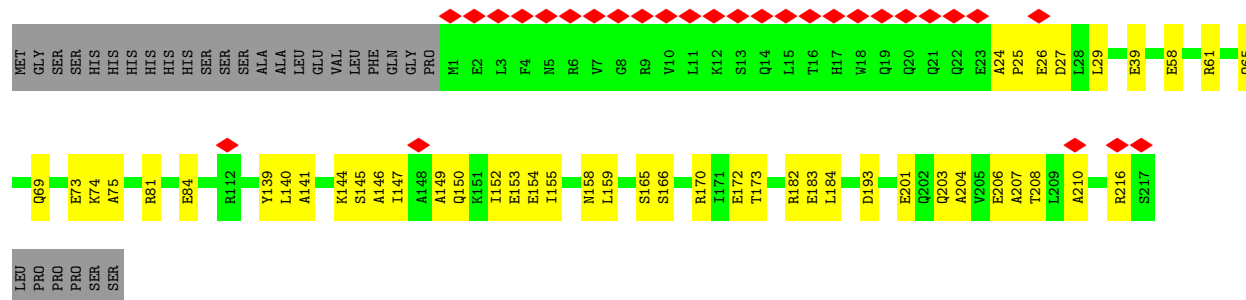 MET GLY SER SER HIS HIS HIS HIS HIS HIS SER SER SER ALA ALA LEU GLU VAL LEU PHE GLN GLY PRO M1 E2 L3 F4 N5 R6 V7 G8 R9 V10 L11 K12 S13 Q14 L15 T16 H17 W18 Q19 Q20 Q21 Q22 E23 A24 P25 E26 D27 L28 L29 E39 E58 R61 Q65
Q69 E73 K74 A75 R81 E84 R112 Y139 L140 A141 K144 S145 A146 I147 A148 A149 Q150 K151 I152 E153 E154 I155 N158 L159 S165 S166 R170 I171 E172 T173 R182 E183 L184 D193 E201 Q202 Q203 A204 V205 E206 A207 T208 L209 A210 R216 S217
LEU PRO PRO PRO SER SER